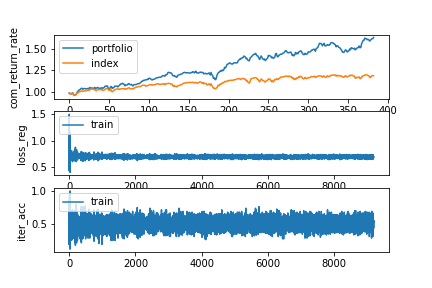 com_return_rate
1.50
1.25
1.00
portfolio
index
0 50 100 150 200 250 300 350 400
loss_reg
1.5
1.0
0.5
train
0 2000 4000 6000 8000
iter_acc
1.0
0.5
train
0 2000 4000 6000 8000